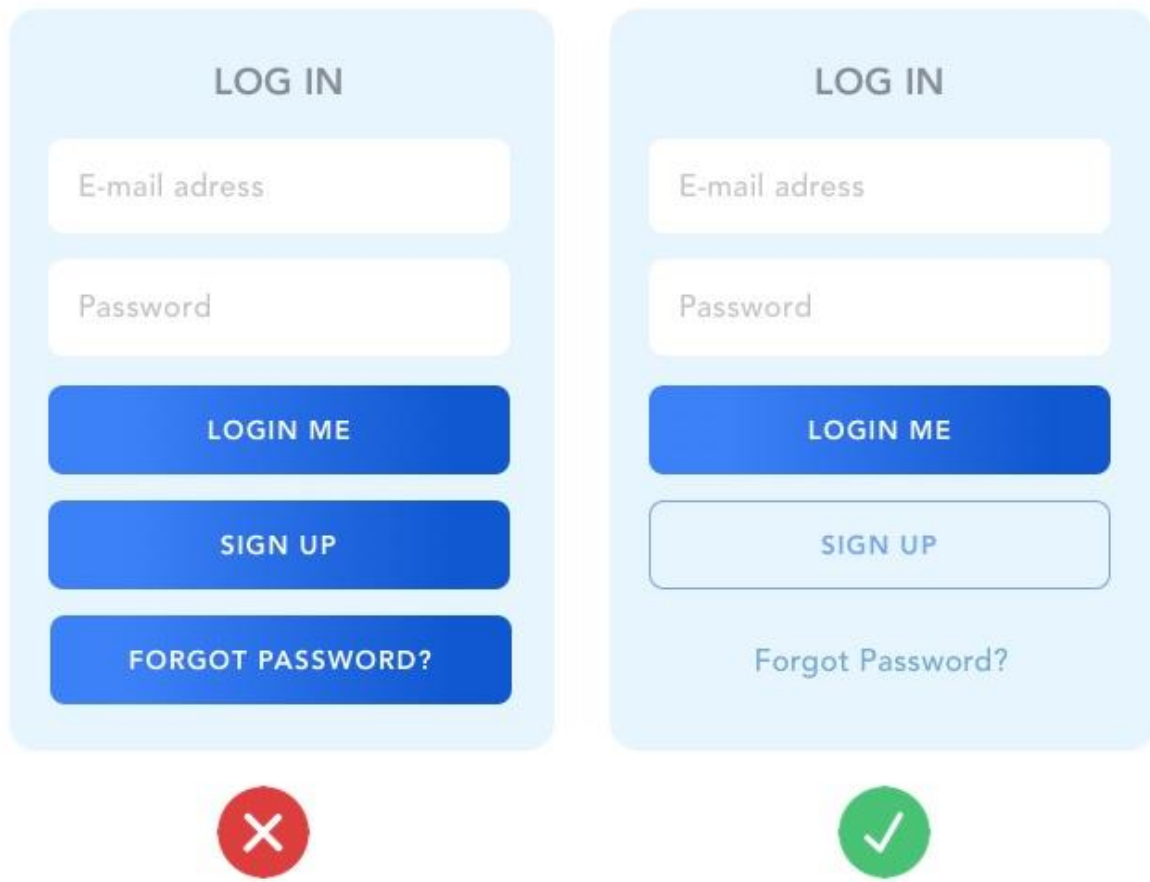 LOG IN
E-mail adress
Password
LOGIN ME
SIGN UP
FORGOT PASSWORD?
LOG IN
E-mail adress
Password
LOGIN ME
SIGN UP
Forgot Password?